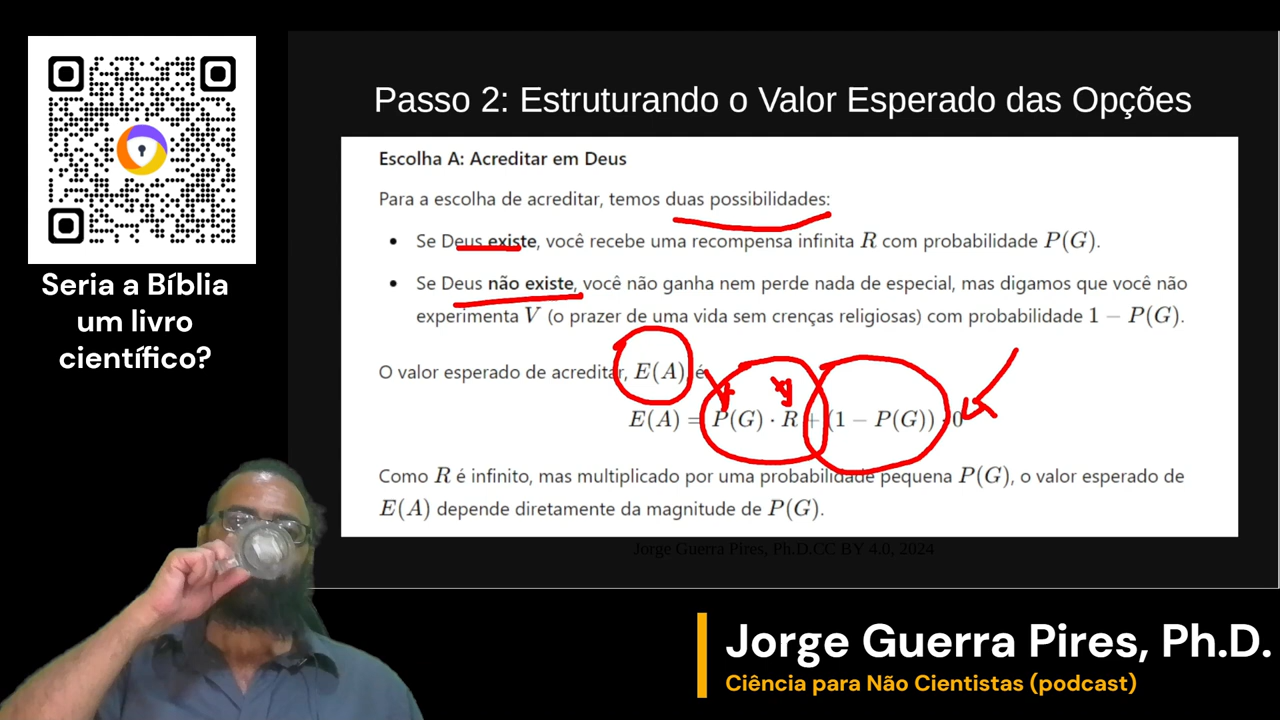 Passo 2: Estruturando o Valor Esperado das Opções
Escolha A: Acreditar em Deus
Para a escolha de acreditar, temos duas possibilidades:
• Se Deus existe, você recebe uma recompensa infinita R com probabilidade P(G).
• Se Deus não existe, você não ganha nem perde nada de especial, mas digamos que você não
experimenta V (o prazer de uma vida sem crenças religiosas) com probabilidade 1 − P(G).
O valor esperado de acreditar, E(A), é
E(A) = P(G) · R + (1 − P(G)) · 0
Como R é infinito, mas multiplicado por uma probabilidade pequena P(G), o valor esperado de
E(A) depende diretamente da magnitude de P(G).
Jorge Guerra Pires, Ph.D.CC BY 4.0, 2024
Seria a Bíblia
um livro
científico?
Jorge Guerra Pires, Ph.D.
Ciência para Não Cientistas (podcast)